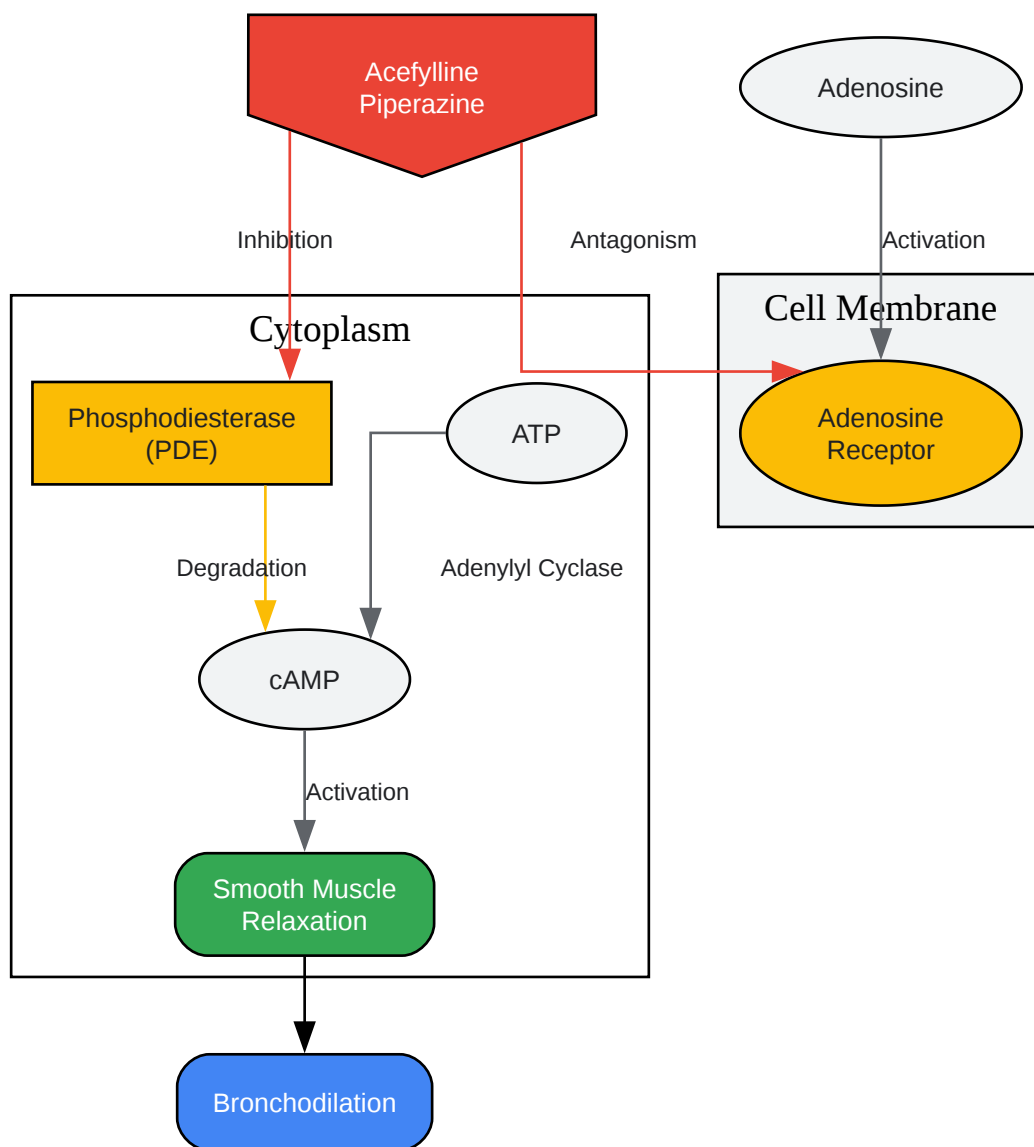 Acefylline
Piperazine
Adenosine
Inhibition
Antagonism
Activation
Cytoplasm
Cell Membrane
Phosphodiesterase
(PDE)
ATP
Adenosine
Receptor
Degradation
Adenylyl Cyclase
cAMP
Activation
Smooth Muscle
Relaxation
Bronchodilation